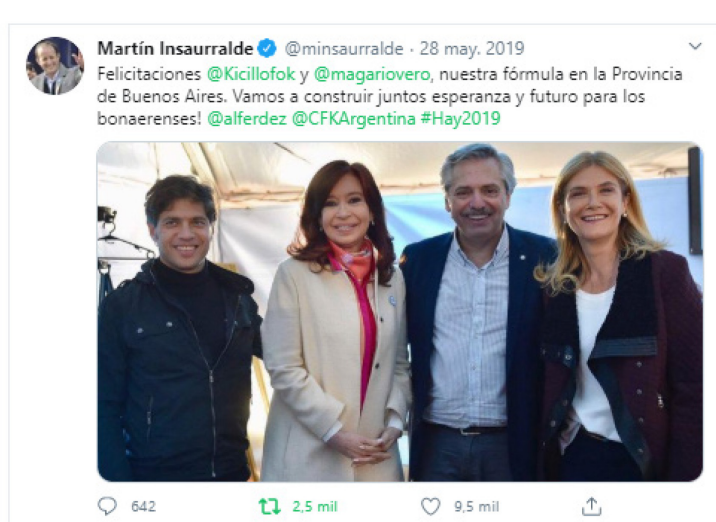 Martín Insaurralde @minsaurralde · 28 may. 2019
Felicitaciones @Kicillofok y @magariovero, nuestra fórmula en la Provincia
de Buenos Aires. Vamos a construir juntos esperanza y futuro para los
bonaerenses! @alferdez @CFKArgentina #Hay2019
642 2,5 mil 9,5 mil